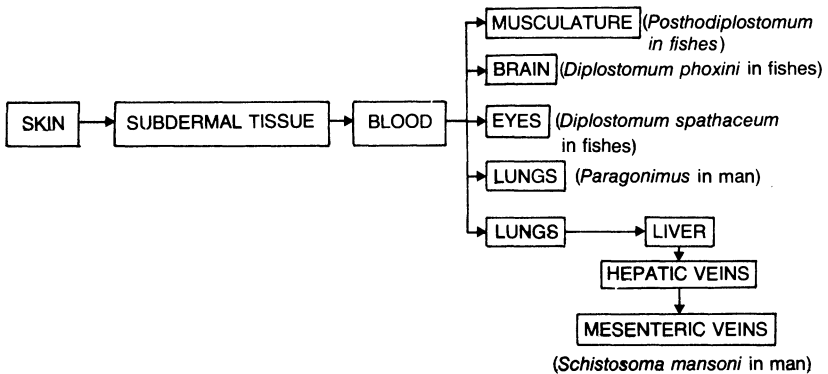 SKIN
SUBDERMAL TISSUE
BLOOD
MUSCULATURE (Posthodiplostomum
in fishes)
BRAIN (Diplostomum phoxini in fishes)
EYES (Diplostomum spathaceum
in fishes)
LUNGS (Paragonimus in man)
LUNGS
LIVER
HEPATIC VEINS
MESENTERIC VEINS
(Schistosoma mansoni in man)